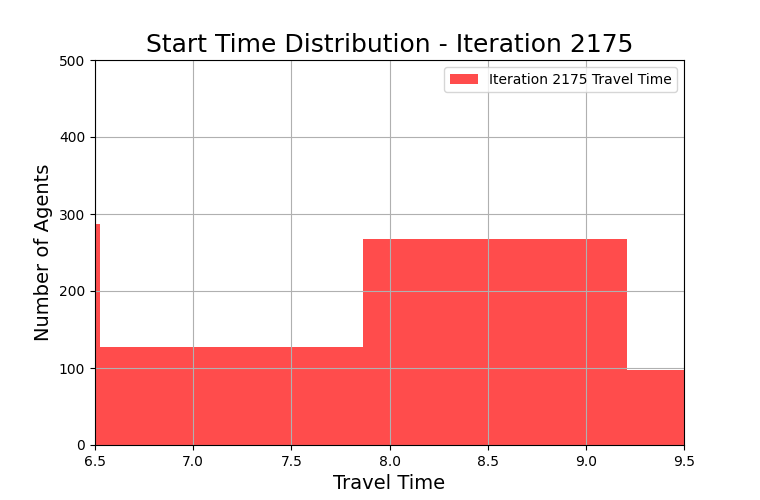 Start Time Distribution - Iteration 2175
Iteration 2175 Travel Time
500
400
300
200
100
0
Number of Agents
6.5 7.0 7.5 8.0 8.5 9.0 9.5
Travel Time